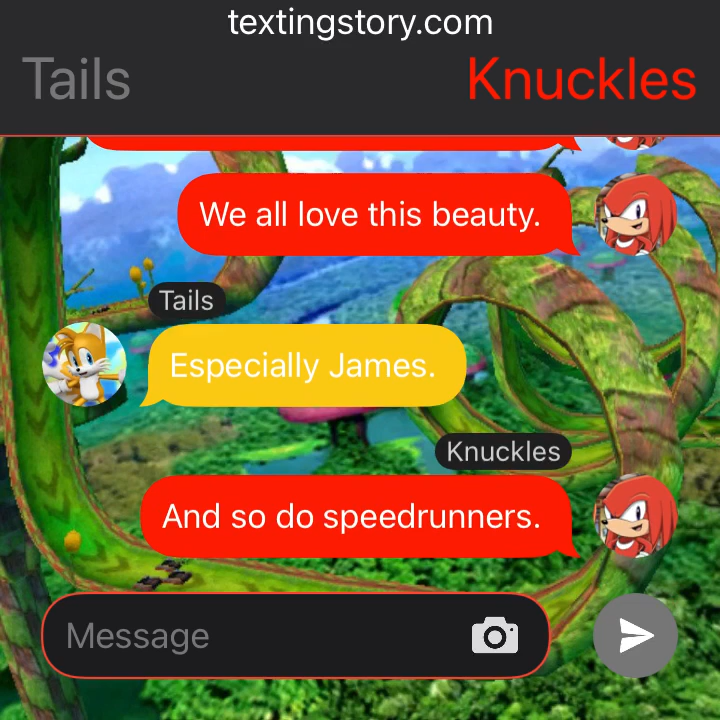 textingstory.com
Tails
Knuckles
We all love this beauty.
Tails
Especially James.
Knuckles
And so do speedrunners.
Message